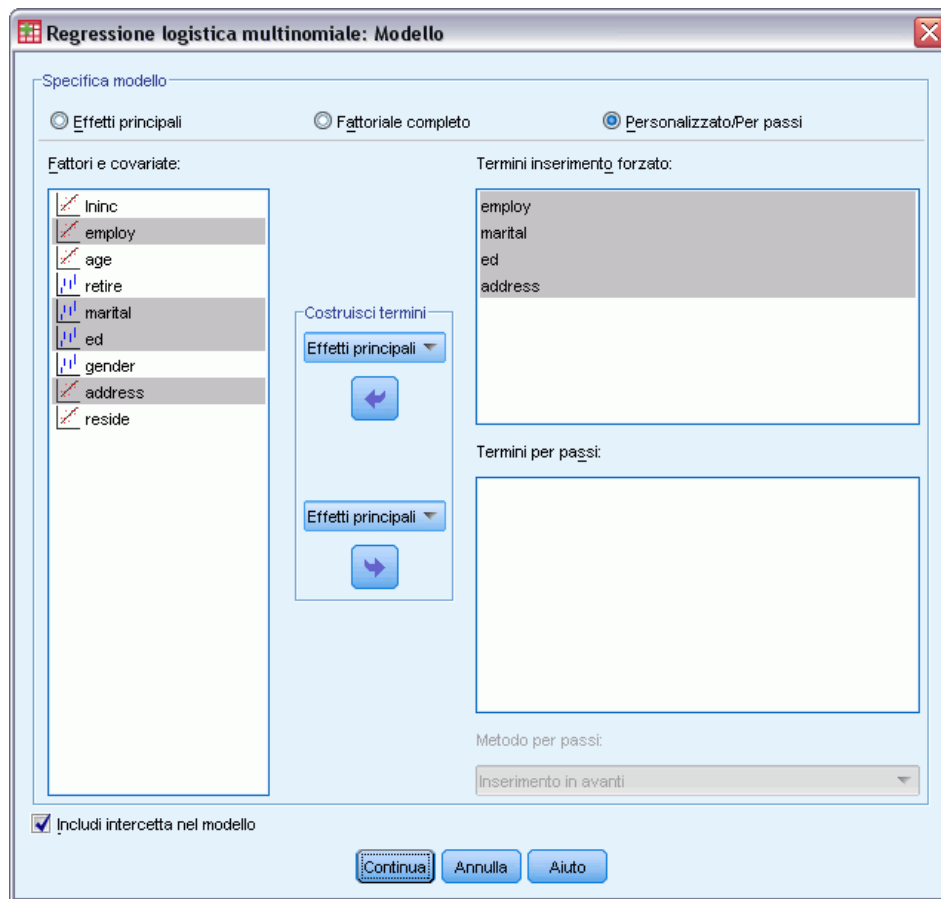 Regressione logistica multinomiale: Modello
Specifica modello
Effetti principali
Fattoriale completo
Personalizzato/Per passi
Fattori e covariate:
lninc
employ
age
retire
marital
ed
gender
address
reside
Costruisci termini
Effetti principali
Effetti principali
Termini inserimento forzato:
employ
marital
ed
address
Termini per passi:
Metodo per passi:
Inserimento in avanti
Includi intercetta nel modello
Continua
Annulla
Aiuto